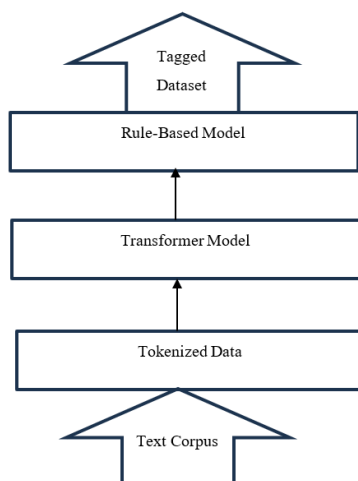 Tagged
Dataset
Rule-Based Model
Transformer Model
Tokenized Data
Text Corpus